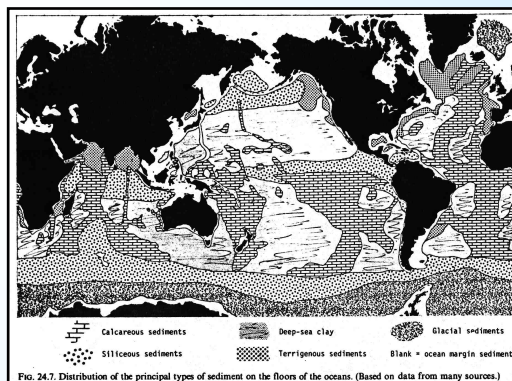 Calcareous sediments Deep-sea clay Glacial sediments
Siliceous sediments Terrigenous sediments Blank = ocean margin sediment
FIG. 24.7. Distribution of the principal types of sediment on the floors of the oceans. (Based on data from many sources.)